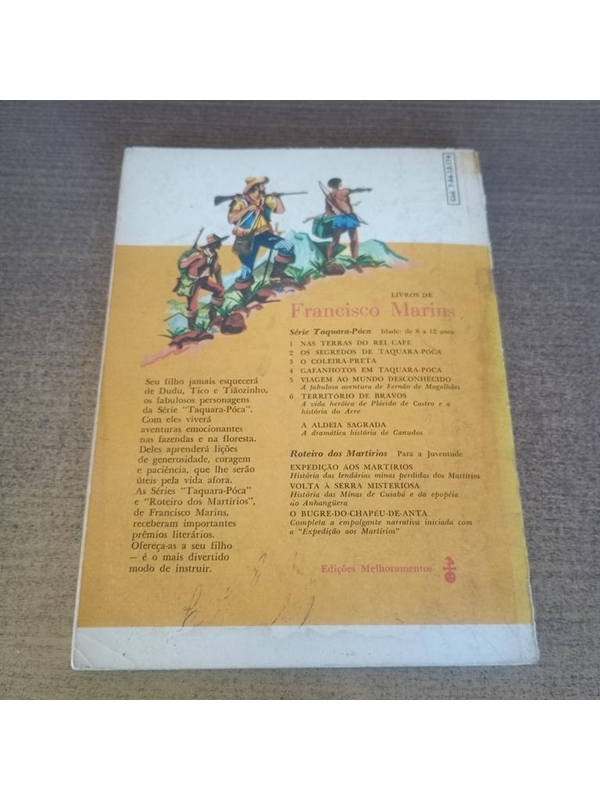 Cód. 7-04-12-174
LIVROS DE
Francisco Marins
Série Taquara-Póca Idade: de 8 a 12 anos
1 NAS TERRAS DO REI CAFÉ
2 OS SEGREDOS DE TAQUARA-PÓCA
3 O COLEIRA-PRETA
4 GAFANHOTOS EM TAQUARA-PÓCA
5 VIAGEM AO MUNDO DESCONHECIDO
A fabulosa aventura de Fernão de Magalhães
6 TERRITÓRIO DE BRAVOS
A vida heróica de Plácido de Castro e a
história do Acre
A ALDEIA SAGRADA
A dramática história de Canudos
Roteiro dos Martírios Para a Juventude
EXPEDIÇÃO AOS MARTÍRIOS
História das lendárias minas perdidas dos Martírios
VOLTA À SERRA MISTERIOSA
História das Minas de Cuiabá e da epopéia
do Anhangüera
O BUGRE-DO-CHAPÉU-DE-ANTA
Completa a empolgante narrativa iniciada com
a "Expedição aos Martírios"
Edições Melhoramentos
Seu filho jamais esquecerá
de Dudu, Tico e Tiãozinho,
os fabulosos personagens
da Série "Taquara-Póca".
Com eles viverá
aventuras emocionantes
nas fazendas e na floresta.
Deles aprenderá lições
de generosidade, coragem
e paciência, que lhe serão
úteis pela vida afora.
As Séries "Taquara-Póca"
e "Roteiro dos Martírios",
de Francisco Marins,
receberam importantes
prêmios literários.
Ofereça-as a seu filho
— é o mais divertido
modo de instruir.